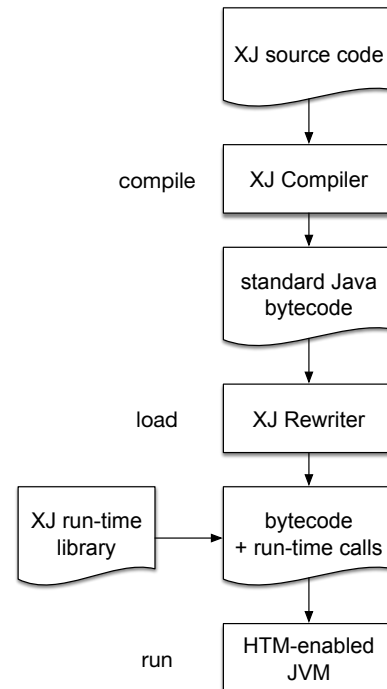 XJ source code
compile
XJ Compiler
standard Java
bytecode
load
XJ Rewriter
XJ run-time
library
bytecode
+ run-time calls
run
HTM-enabled
JVM